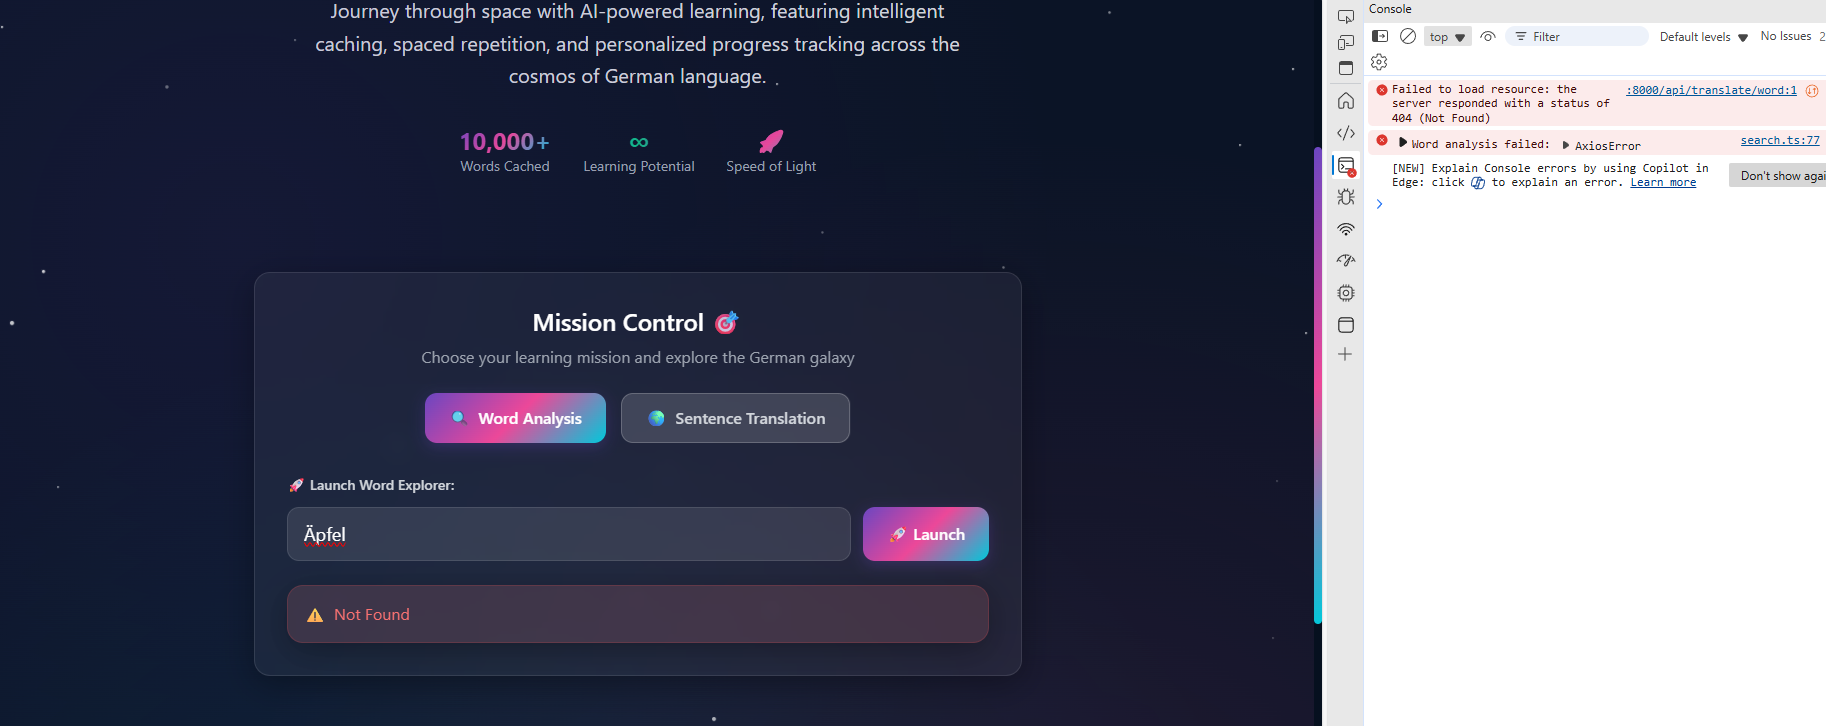 Journey through space with AI-powered learning, featuring intelligent
caching, spaced repetition, and personalized progress tracking across the
cosmos of German language.
10,000+
Words Cached
∞
Learning Potential
Speed of Light
Mission Control 🎯
Choose your learning mission and explore the German galaxy
🔍 Word Analysis
🌍 Sentence Translation
🚀 Launch Word Explorer:
Äpfel
🚀 Launch
⚠️ Not Found
Console
top
Filter
Default levels
No Issues
2
Failed to load resource: the :8000/api/translate/word:1
server responded with a status of
404 (Not Found)
Word analysis failed: AxiosError search.ts:77
[NEW] Explain Console errors by using Copilot in
Edge: click to explain an error. Learn more
Don't show agai